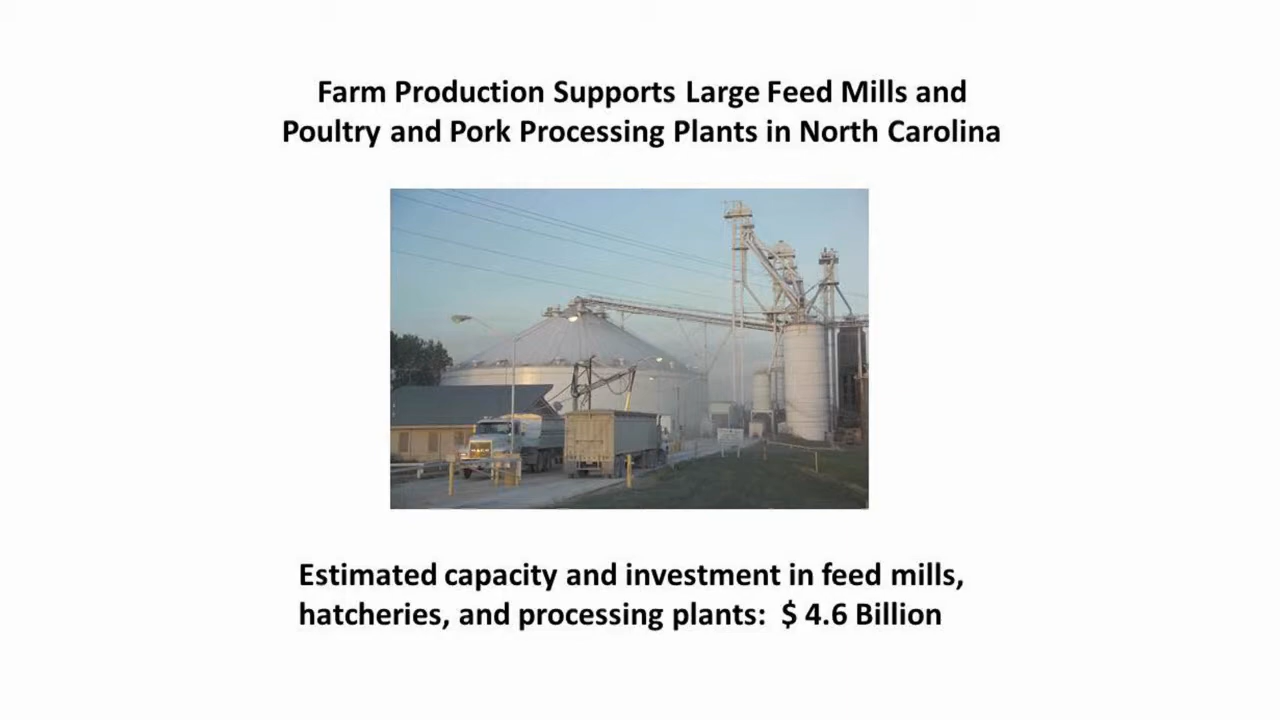 Farm Production Supports Large Feed Mills and
Poultry and Pork Processing Plants in North Carolina
Estimated capacity and investment in feed mills,
hatcheries, and processing plants:  $ 4.6 Billion